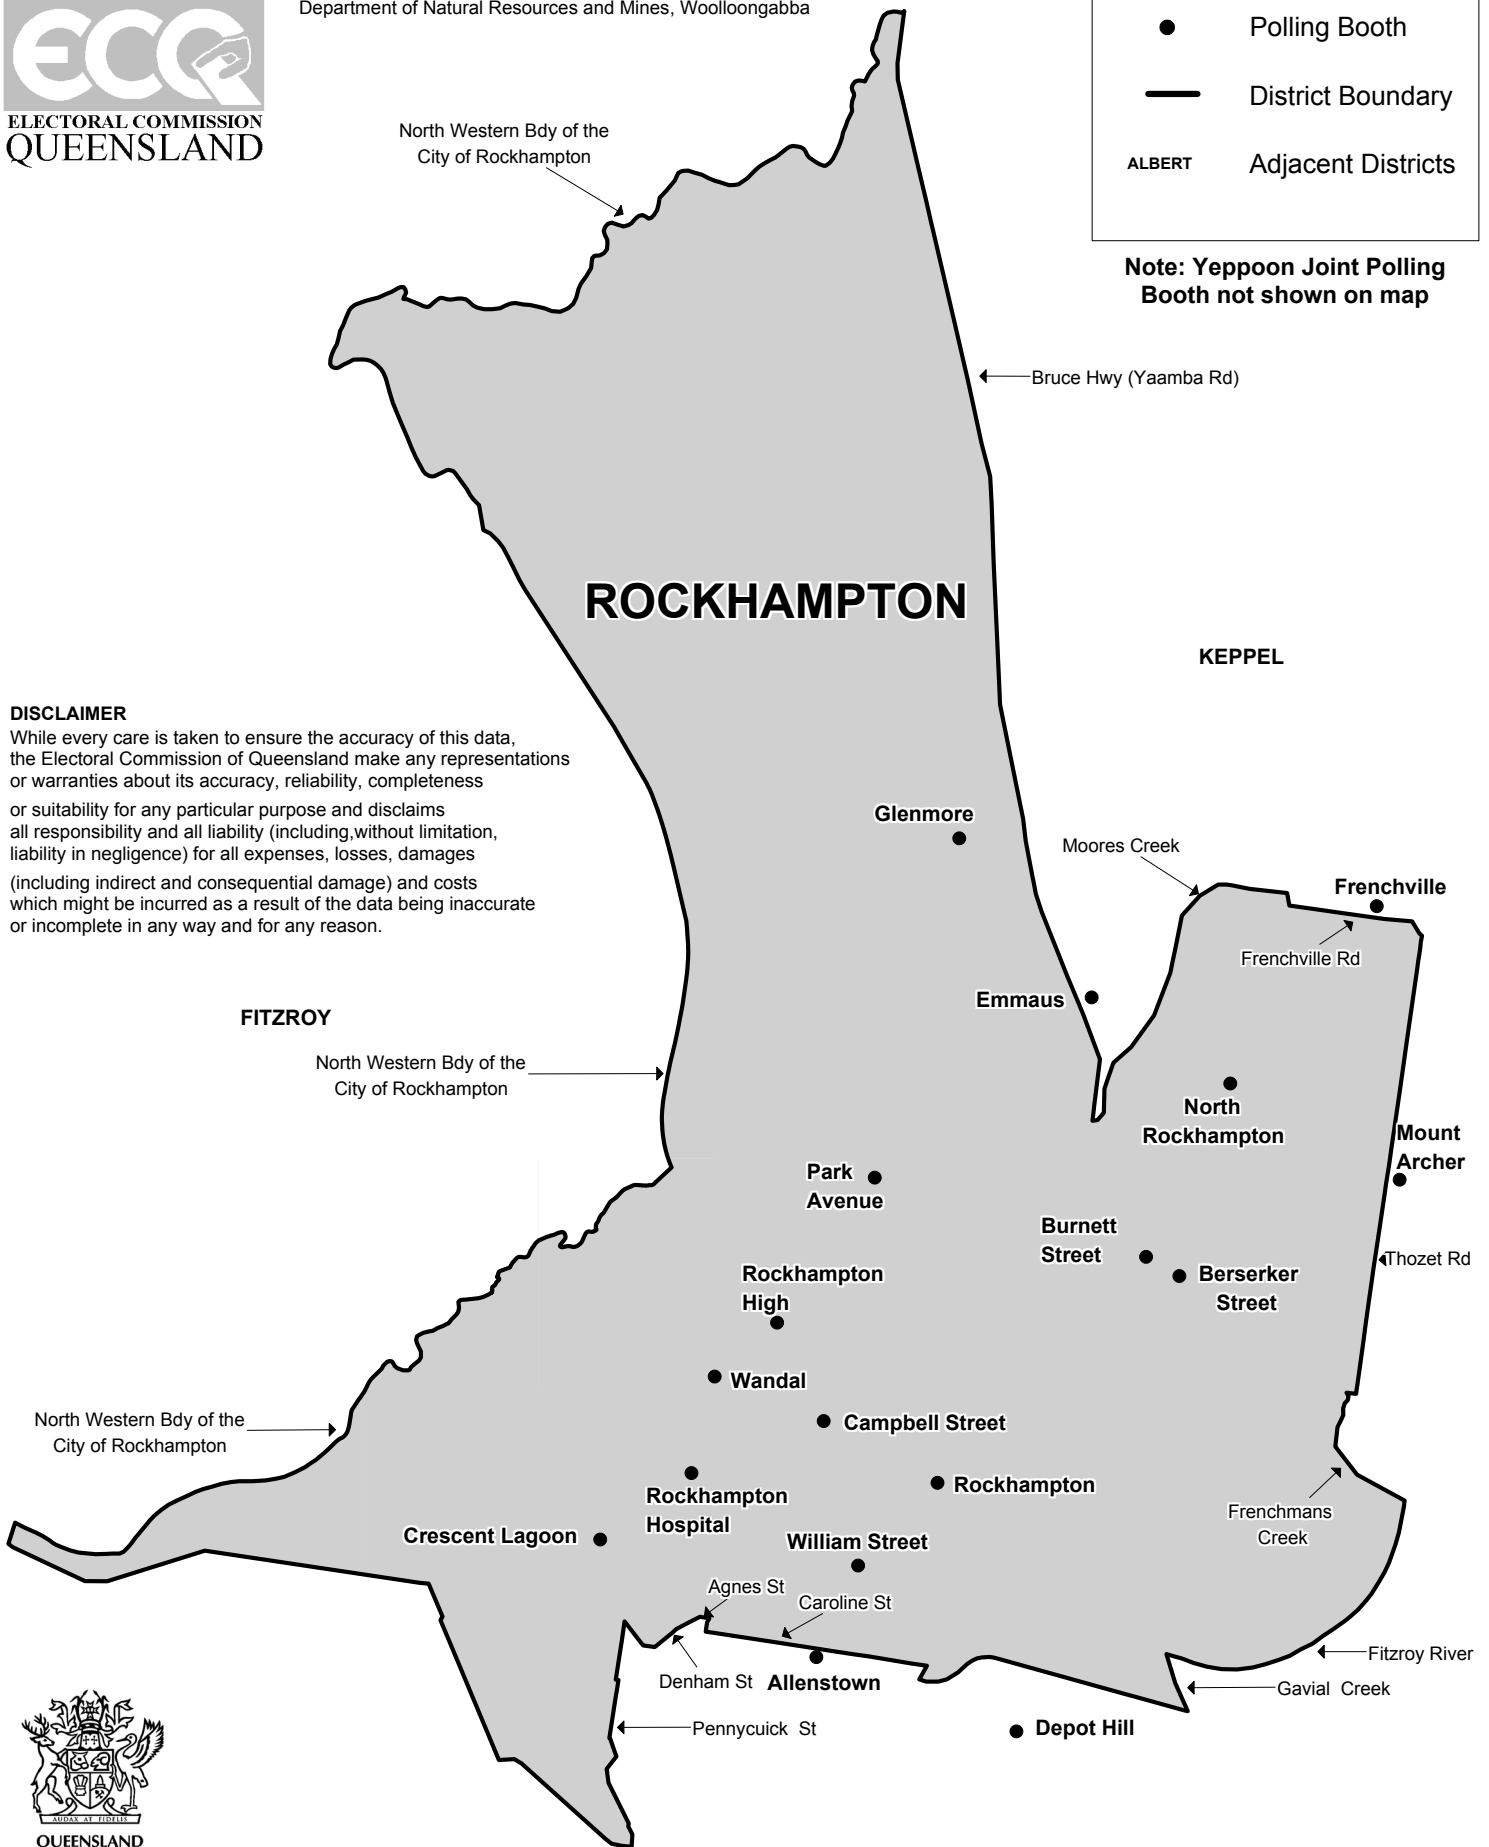 Department of Natural Resources and Mines, Woolloongabba
ECQ
ELECTORAL COMMISSION
QUEENSLAND
Polling Booth
District Boundary
ALBERT
Adjacent Districts
Note: Yeppoon Joint Polling
Booth not shown on map
North Western Bdy of the
City of Rockhampton
Bruce Hwy (Yaamba Rd)
ROCKHAMPTON
KEPPEL
DISCLAIMER
While every care is taken to ensure the accuracy of this data,
the Electoral Commission of Queensland make any representations
or warranties about its accuracy, reliability, completeness
or suitability for any particular purpose and disclaims
all responsibility and all liability (including,without limitation,
liability in negligence) for all expenses, losses, damages
(including indirect and consequential damage) and costs
which might be incurred as a result of the data being inaccurate
or incomplete in any way and for any reason.
Glenmore
Moores Creek
Frenchville
Frenchville Rd
Emmaus
FITZROY
North Western Bdy of the
City of Rockhampton
North
Rockhampton
Mount
Archer
Park
Avenue
Burnett
Street
Thozet Rd
Berserker
Street
Rockhampton
High
Wandal
North Western Bdy of the
City of Rockhampton
Campbell Street
Rockhampton
Rockhampton
Hospital
Frenchmans
Creek
Crescent Lagoon
William Street
Agnes St
Caroline St
Fitzroy River
Denham St
Allenstown
Gavial Creek
Pennycuick St
Depot Hill
AUDAX AT FIDELIS
QUEENSLAND